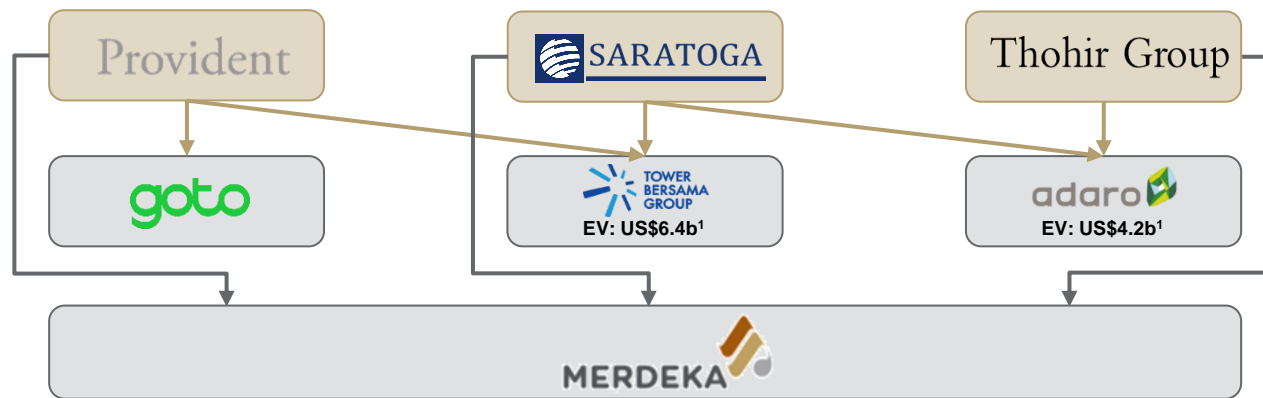 Provident
SARATOGA
Thohir Group
goto
TOWER
BERSAMA
GROUP
EV: US$6.4b¹
adaro
EV: US$4.2b¹
MERDEKA